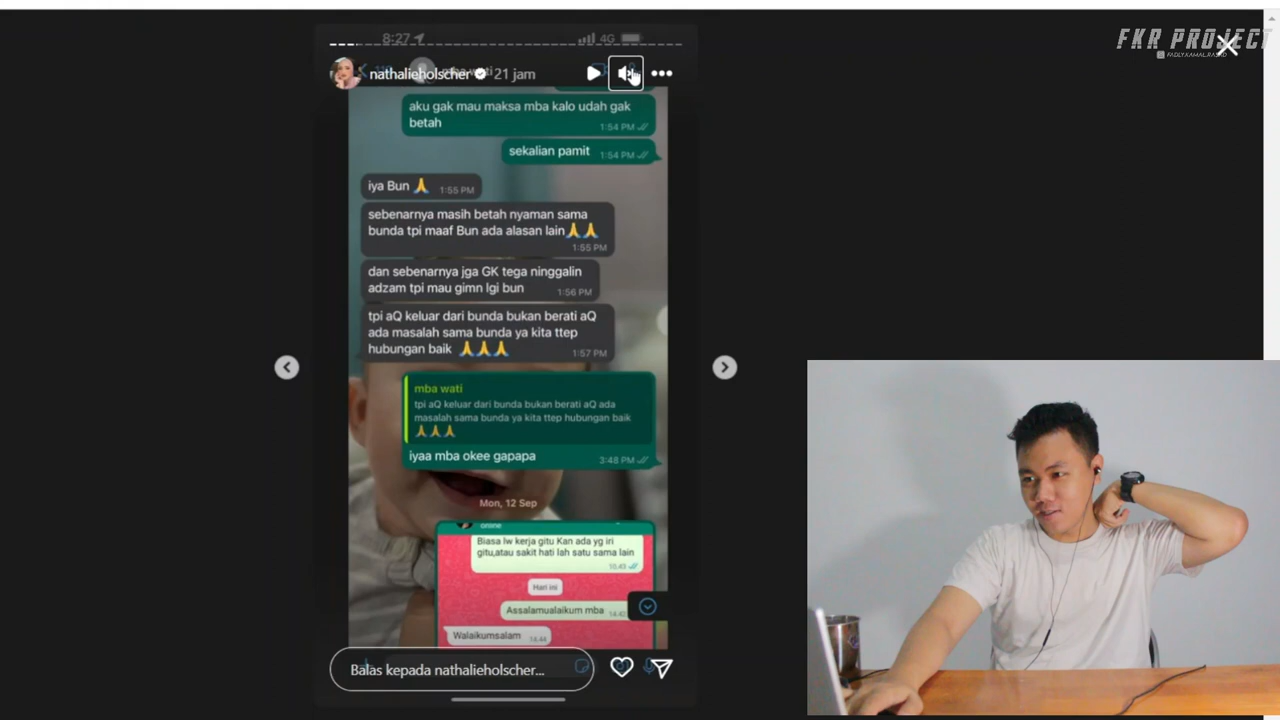 FKR PROJECT
FADLY.KAMAL.RASYID
8:27
4G
nathalieholscher 21 jam
aku gak mau maksa mba kalo udah gak
betah
1:54 PM
sekalian pamit 1:54 PM
iya Bun 🙏 1:55 PM
sebenarnya masih betah nyaman sama
bunda tpi maaf Bun ada alasan lain🙏🙏
1:55 PM
dan sebenarnya jga GK tega ninggalin
adzam tpi mau gimn lgi bun 1:56 PM
tpi aQ keluar dari bunda bukan berati aQ
ada masalah sama bunda ya kita ttep
hubungan baik 🙏🙏🙏 1:57 PM
mba wati
tpi aQ keluar dari bunda bukan berati aQ ada
masalah sama bunda ya kita ttep hubungan baik
🙏🙏🙏
iyaa mba okee gapapa 3:48 PM
Mon, 12 Sep
online
Biasa lw kerja gitu Kan ada yg iri
gitu,atau sakit hati lah satu sama lain
Hari ini
Assalamualaikum mba
Walaikumsalam 14.44
Balas kepada nathalieholscher...